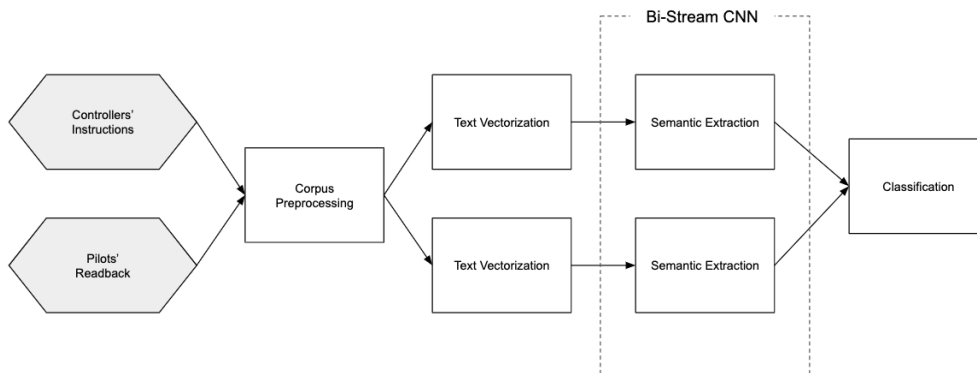 Bi-Stream CNN
Controllers'
Instructions
Pilots'
Readback
Corpus
Preprocessing
Text Vectorization
Text Vectorization
Semantic Extraction
Semantic Extraction
Classification